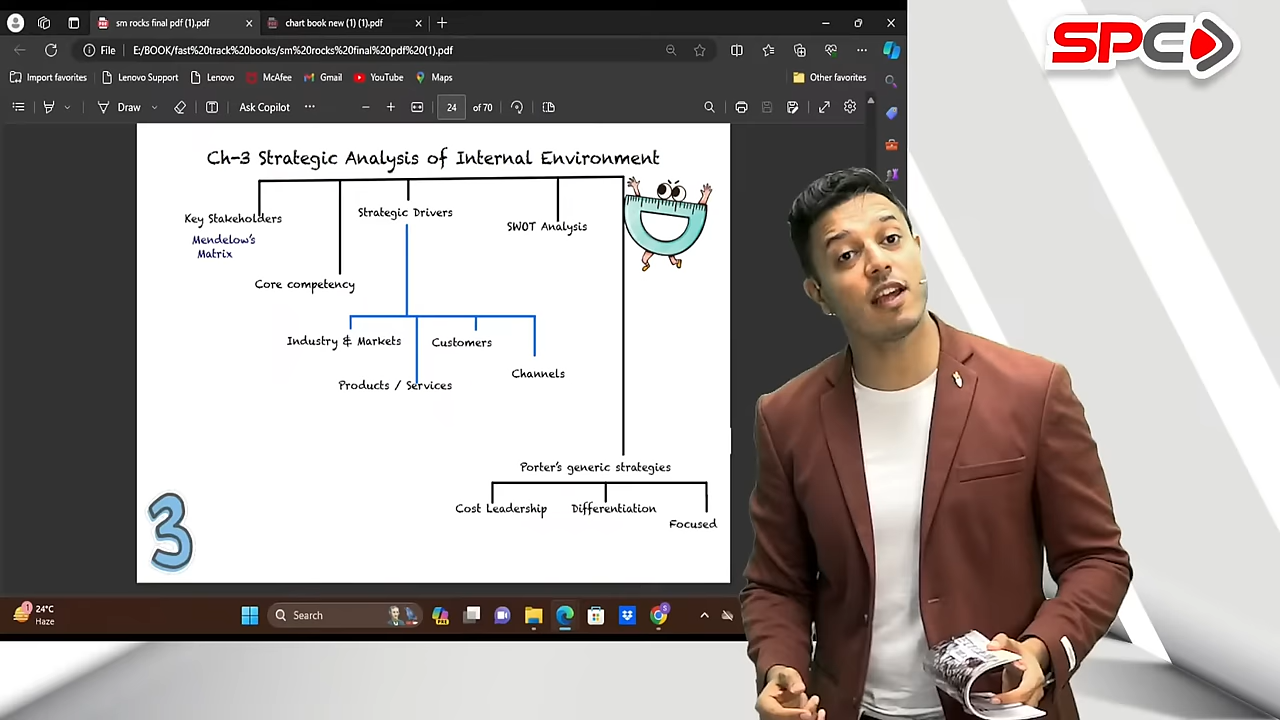 sm rocks final pdf (1).pdf
chart book new (1) (1).pdf
File
E:/BOOK/fast%20track%20books/sm%20rocks%20final%20pdf%20(1).pdf
Import favorites
Lenovo Support
Lenovo
McAfee
Gmail
YouTube
Maps
Other favorites
Draw
Ask Copilot
24
of 70
SPC
Ch-3 Strategic Analysis of Internal Environment
Key Stakeholders
Mendelow's
Matrix
Strategic Drivers
SWOT Analysis
Core competency
Industry & Markets
Customers
Channels
Products / Services
Porter's generic strategies
Cost Leadership
Differentiation
Focused
3
1
24°C
Haze
Search